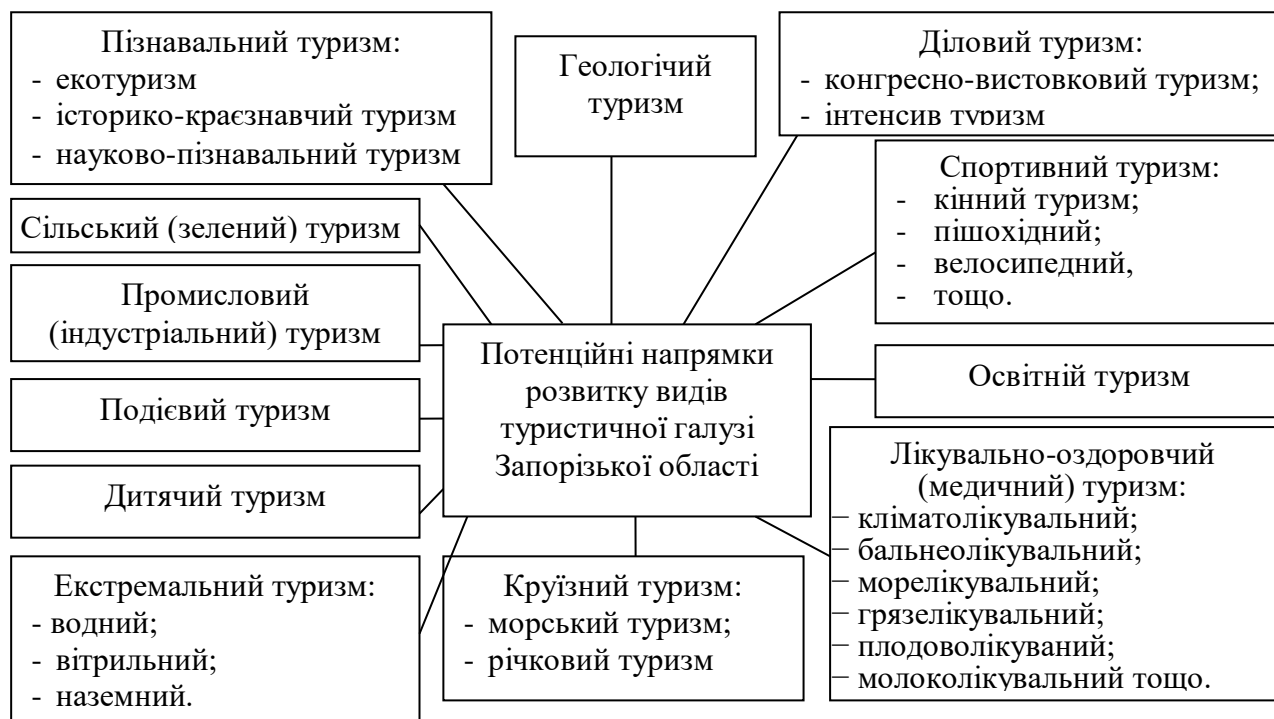 Пізнавальний туризм:
- екотуризм
- історико-краєзнавчий туризм
- науково-пізнавальний туризм
Геологічий
туризм
Діловий туризм:
- конгресно-вистовковий туризм;
- інтенсив туризм
Спортивний туризм:
- кінний туризм;
- пішохідний;
- велосипедний,
- тощо.
Сільський (зелений) туризм
Промисловий
(індустріальний) туризм
Потенційні напрямки
розвитку видів
туристичної галузі
Запорізької області
Освітній туризм
Подієвий туризм
Дитячий туризм
Лікувально-оздоровчий
(медичний) туризм:
– кліматолікувальний;
– бальнеолікувальний;
– морелікувальний;
– грязелікувальний;
– плодоволікуваний;
– молоколікувальний тощо.
Екстремальний туризм:
- водний;
- вітрильний;
- наземний.
Круїзний туризм:
- морський туризм;
- річковий туризм